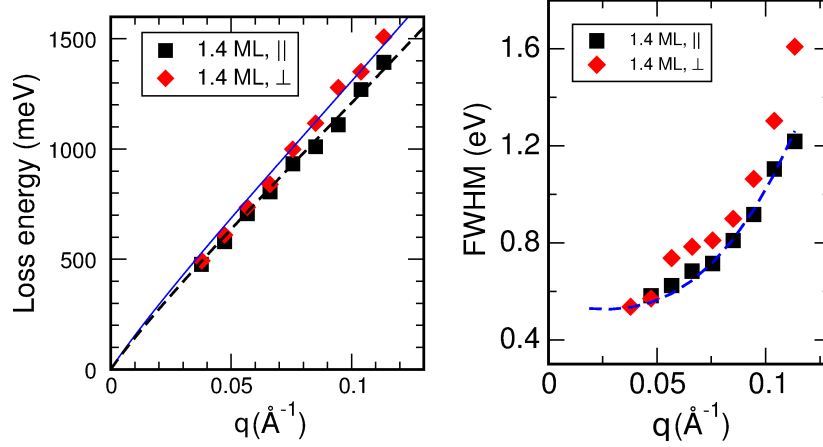 1500
1000
500
0
0
0.05
0.1
Loss energy (meV)
q(Å⁻¹)
1.4 ML, ||
1.4 ML, ⊥
1.6
1.2
0.8
0.4
0
0.05
0.1
FWHM (eV)
q(Å⁻¹)
1.4 ML, ||
1.4 ML, ⊥